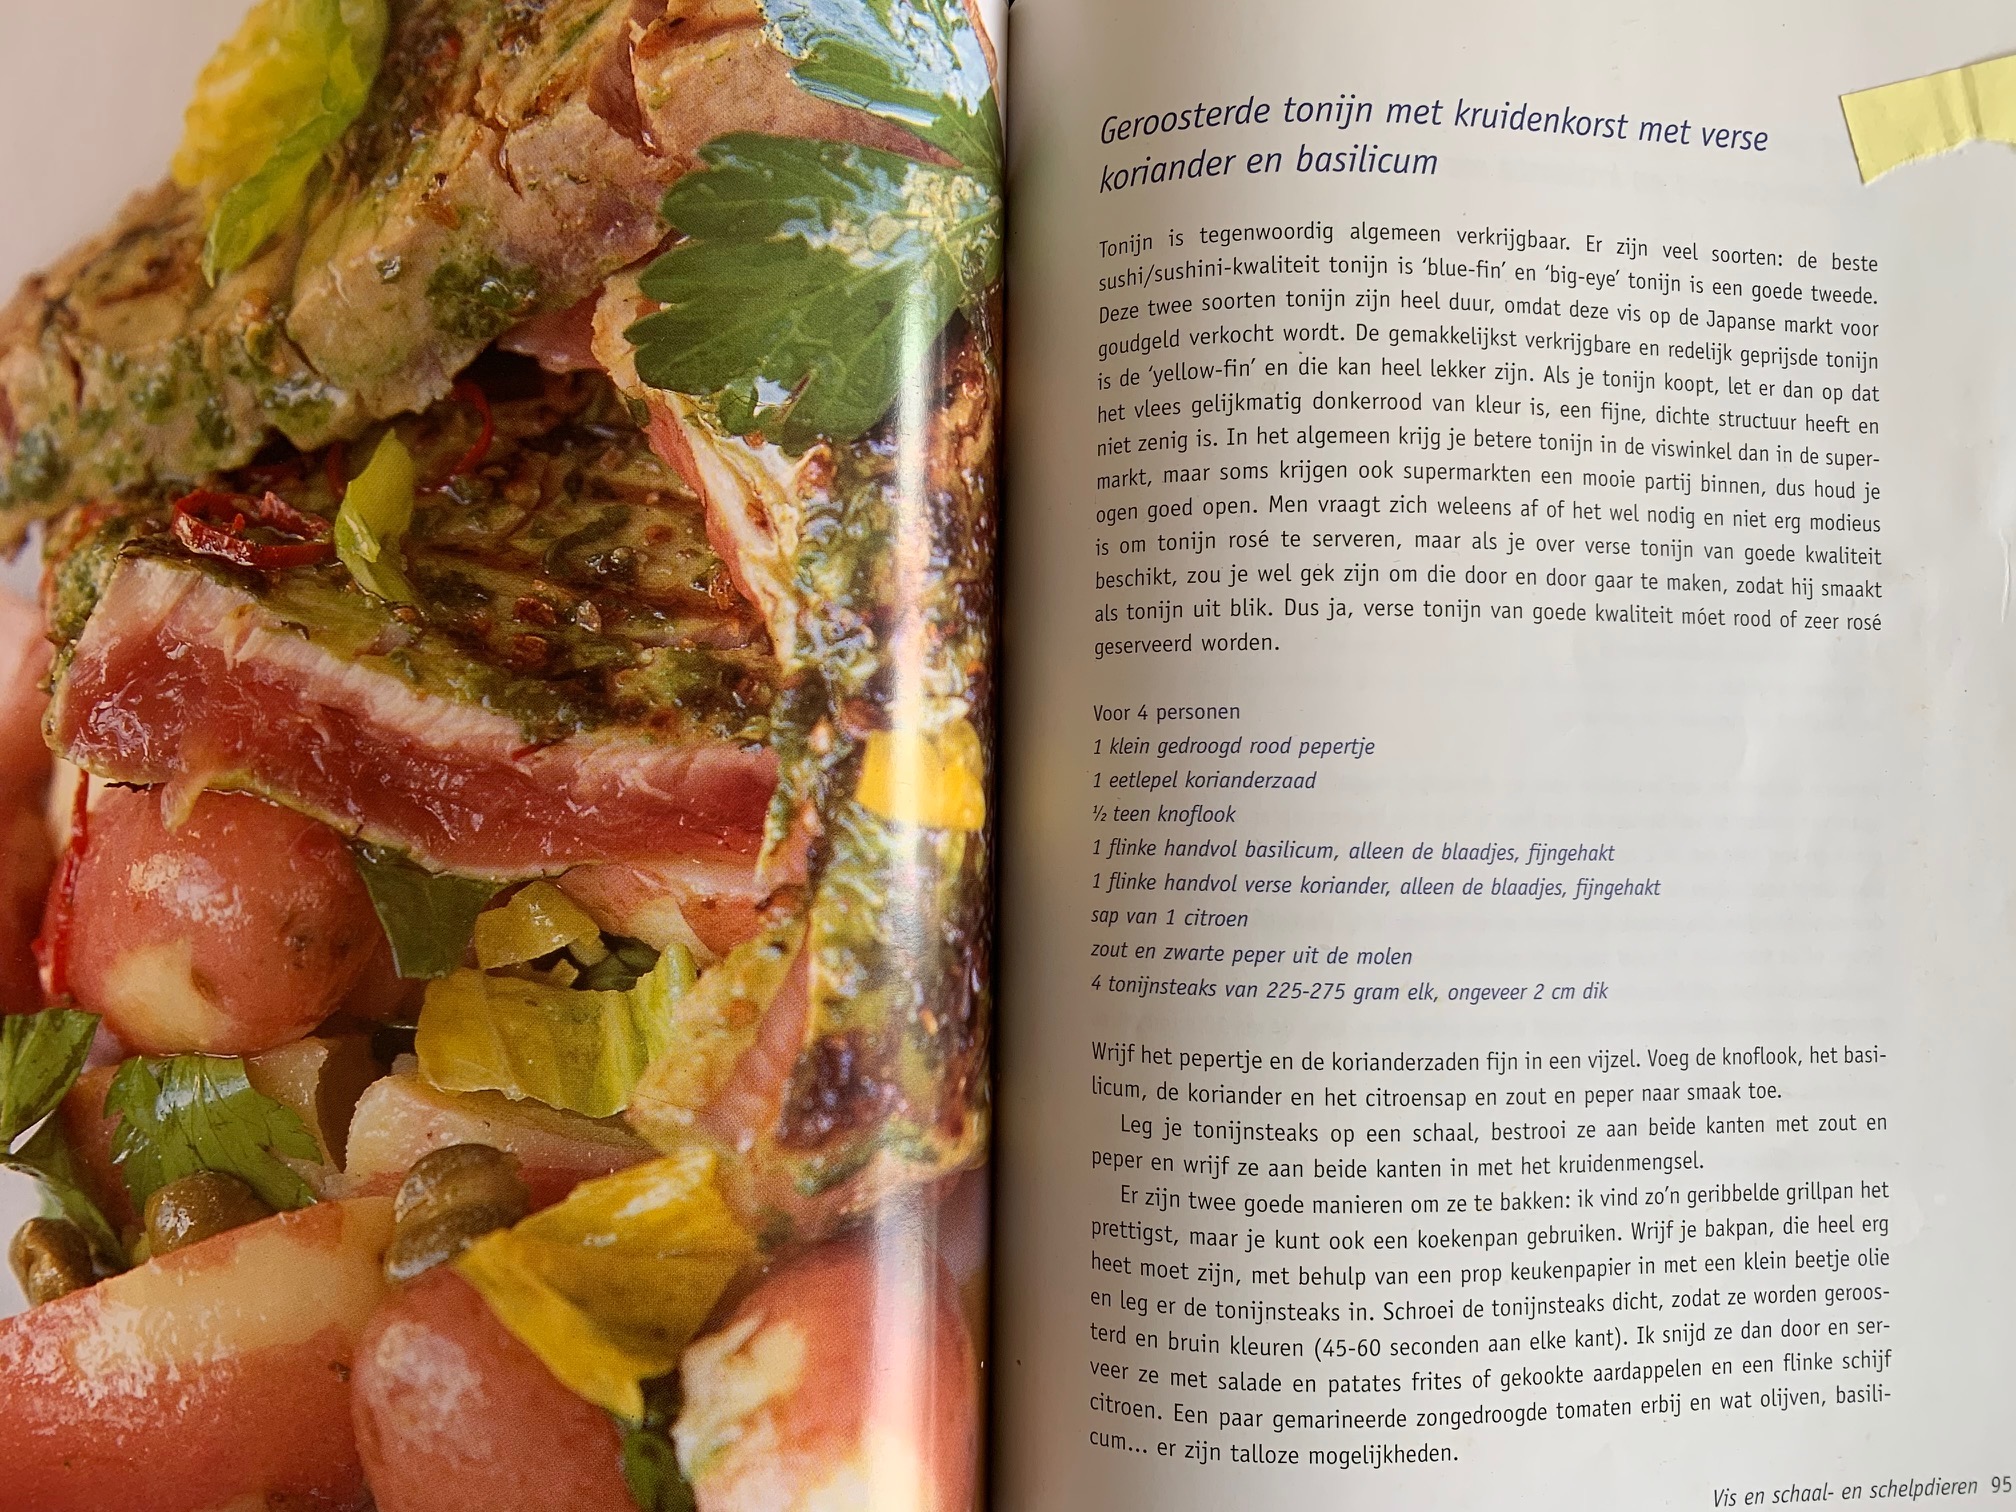 Geroosterde tonijn met kruidenkorst met verse
koriander en basilicum
Tonijn is tegenwoordig algemeen verkrijgbaar. Er zijn veel soorten: de beste
sushi/sushini-kwaliteit tonijn is ‘blue-fin’ en ‘big-eye’ tonijn is een goede tweede.
Deze twee soorten tonijn zijn heel duur, omdat deze vis op de Japanse markt voor
goudgeld verkocht wordt. De gemakkelijkst verkrijgbare en redelijk geprijsde tonijn
is de ‘yellow-fin’ en die kan heel lekker zijn. Als je tonijn koopt, let er dan op dat
het vlees gelijkmatig donkerrood van kleur is, een fijne, dichte structuur heeft en
niet zenig is. In het algemeen krijg je betere tonijn in de viswinkel dan in de super-
markt, maar soms krijgen ook supermarkten een mooie partij binnen, dus houd je
ogen goed open. Men vraagt zich weleens af of het wel nodig en niet erg modieus
is om tonijn rosé te serveren, maar als je over verse tonijn van goede kwaliteit
beschikt, zou je wel gek zijn om die door en door gaar te maken, zodat hij smaakt
als tonijn uit blik. Dus ja, verse tonijn van goede kwaliteit móet rood of zeer rosé
geserveerd worden.
Voor 4 personen
1 klein gedroogd rood pepertje
1 eetlepel korianderzaad
½ teen knoflook
1 flinke handvol basilicum, alleen de blaadjes, fijngehakt
1 flinke handvol verse koriander, alleen de blaadjes, fijngehakt
sap van 1 citroen
zout en zwarte peper uit de molen
4 tonijnsteaks van 225-275 gram elk, ongeveer 2 cm dik
Wrijf het pepertje en de korianderzaden fijn in een vijzel. Voeg de knoflook, het basi-
licum, de koriander en het citroensap en zout en peper naar smaak toe.
Leg je tonijnsteaks op een schaal, bestrooi ze aan beide kanten met zout en
peper en wrijf ze aan beide kanten in met het kruidenmengsel.
Er zijn twee goede manieren om ze te bakken: ik vind zo’n geribbelde grillpan het
prettigst, maar je kunt ook een koekenpan gebruiken. Wrijf je bakpan, die heel erg
heet moet zijn, met behulp van een prop keukenpapier in met een klein beetje olie
en leg er de tonijnsteaks in. Schroei de tonijnsteaks dicht, zodat ze worden geroos-
terd en bruin kleuren (45-60 seconden aan elke kant). Ik snijd ze dan door en ser-
veer ze met salade en patates frites of gekookte aardappelen en een flinke schijf
citroen. Een paar gemarineerde zongedroogde tomaten erbij en wat olijven, basili-
cum... er zijn talloze mogelijkheden.
Vis en schaal- en schelpdieren 95